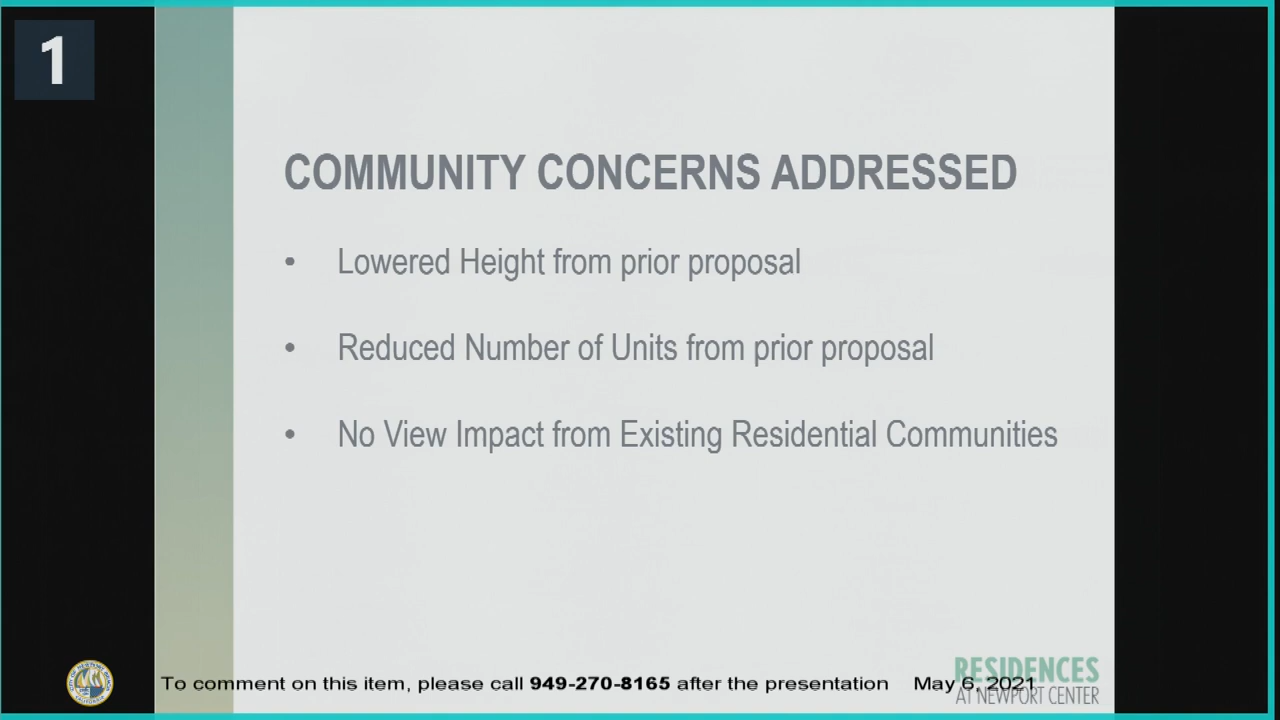 1
COMMUNITY CONCERNS ADDRESSED
• Lowered Height from prior proposal
• Reduced Number of Units from prior proposal
• No View Impact from Existing Residential Communities
RESIDENCES
AT NEWPORT CENTER
To comment on this item, please call 949-270-8165 after the presentation May 6, 2021